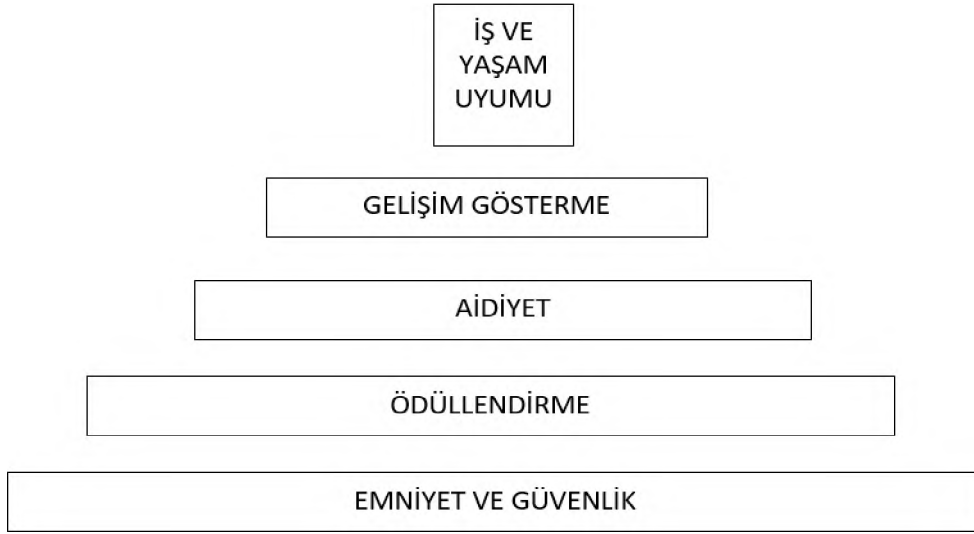 İŞ VE
YAŞAM
UYUMU
GELİŞİM GÖSTERME
AİDİYET
ÖDÜLLENDİRME
EMNİYET VE GÜVENLİK